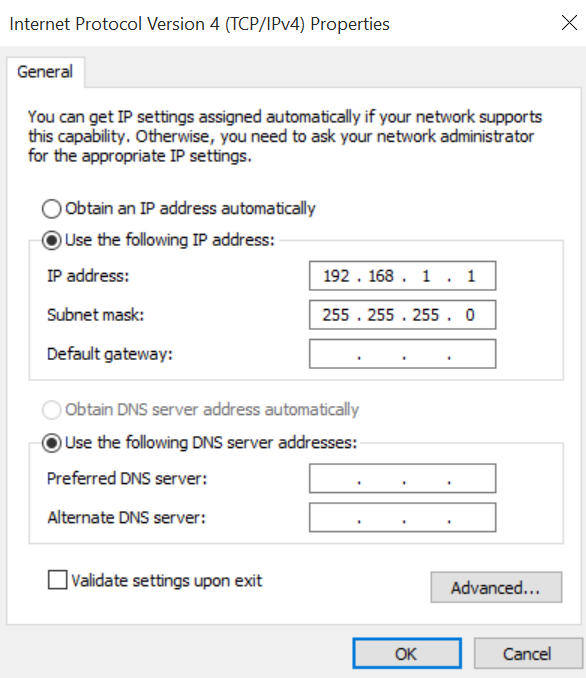 Internet Protocol Version 4 (TCP/IPv4) Properties
General
You can get IP settings assigned automatically if your network supports
this capability. Otherwise, you need to ask your network administrator
for the appropriate IP settings.
Obtain an IP address automatically
Use the following IP address:
IP address: 192 . 168 . 1 . 1
Subnet mask: 255 . 255 . 255 . 0
Default gateway: . . .
Obtain DNS server address automatically
Use the following DNS server addresses:
Preferred DNS server: . . .
Alternate DNS server: . . .
Validate settings upon exit
Advanced...
OK Cancel